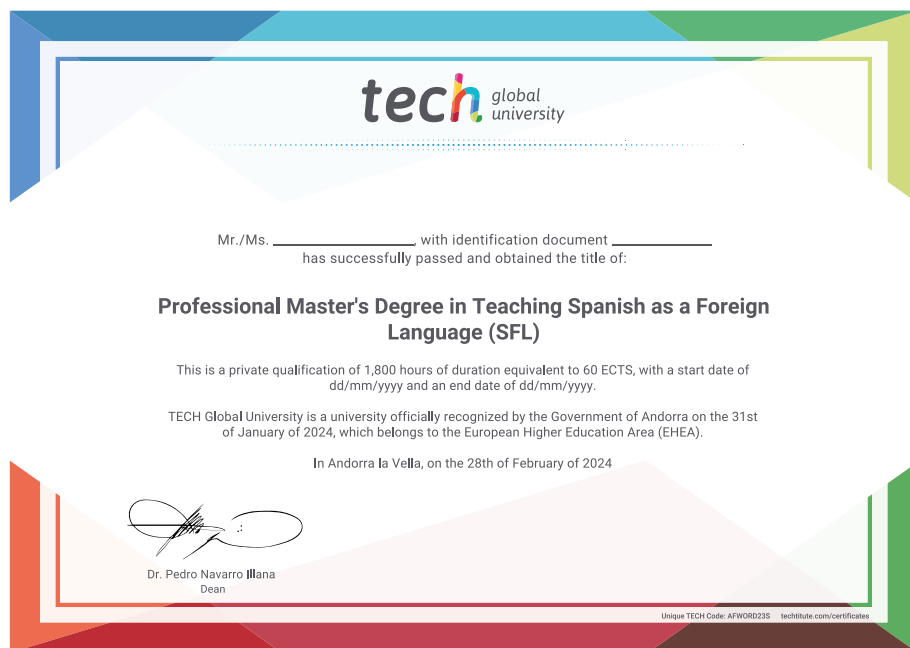 tech global university
Mr./Ms. ____________, with identification document ____________
has successfully passed and obtained the title of:
Professional Master's Degree in Teaching Spanish as a Foreign
Language (SFL)
This is a private qualification of 1,800 hours of duration equivalent to 60 ECTS, with a start date of
dd/mm/yyyy and an end date of dd/mm/yyyy.
TECH Global University is a university officially recognized by the Government of Andorra on the 31st
of January of 2024, which belongs to the European Higher Education Area (EHEA).
In Andorra la Vella, on the 28th of February of 2024
Dr. Pedro Navarro Illana
Dean
Unique TECH Code: AFWORD23S techtitute.com/certificates